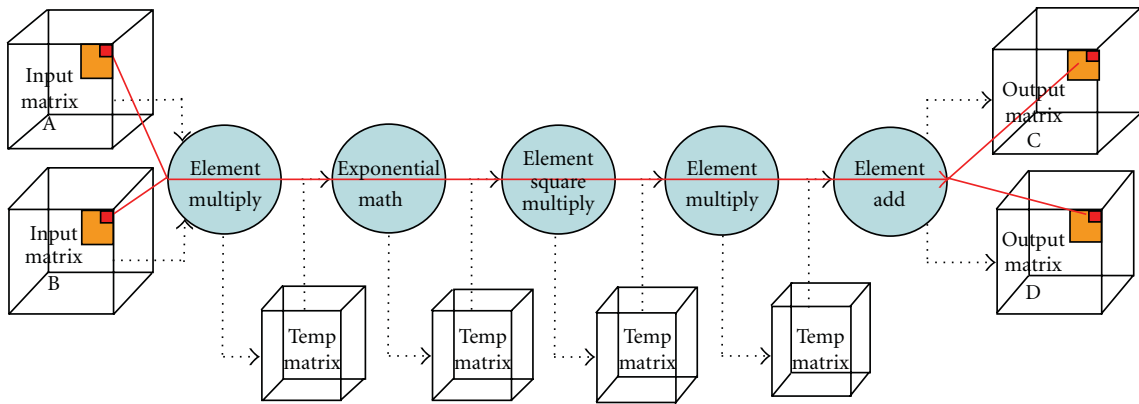 Input
matrix
A
Input
matrix
B
Element
multiply
Exponential
math
Element
square
multiply
Element
multiply
Element
add
Output
matrix
C
Output
matrix
D
Temp
matrix
Temp
matrix
Temp
matrix
Temp
matrix